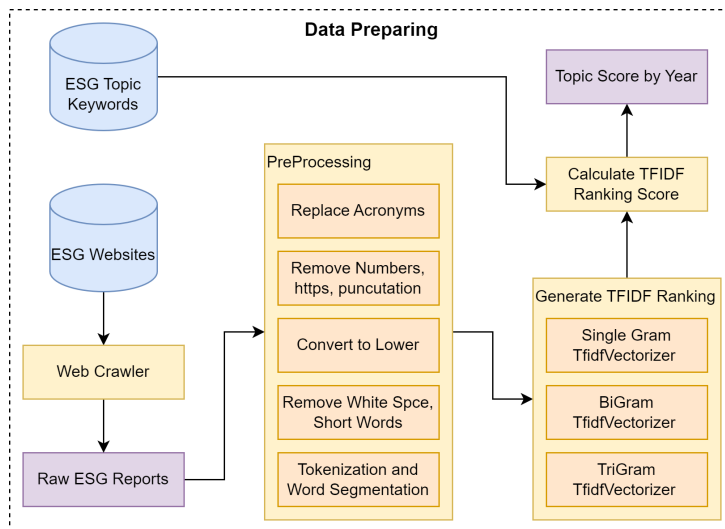 Data Preparing
ESG Topic
Keywords
Topic Score by Year
PreProcessing
Calculate TFIDF
Ranking Score
Replace Acronyms
ESG Websites
Remove Numbers,
https, puncutation
Generate TFIDF Ranking
Single Gram
TfidfVectorizer
Convert to Lower
Web Crawler
Remove White Spce,
Short Words
BiGram
TfidfVectorizer
Raw ESG Reports
Tokenization and
Word Segmentation
TriGram
TfidfVectorizer